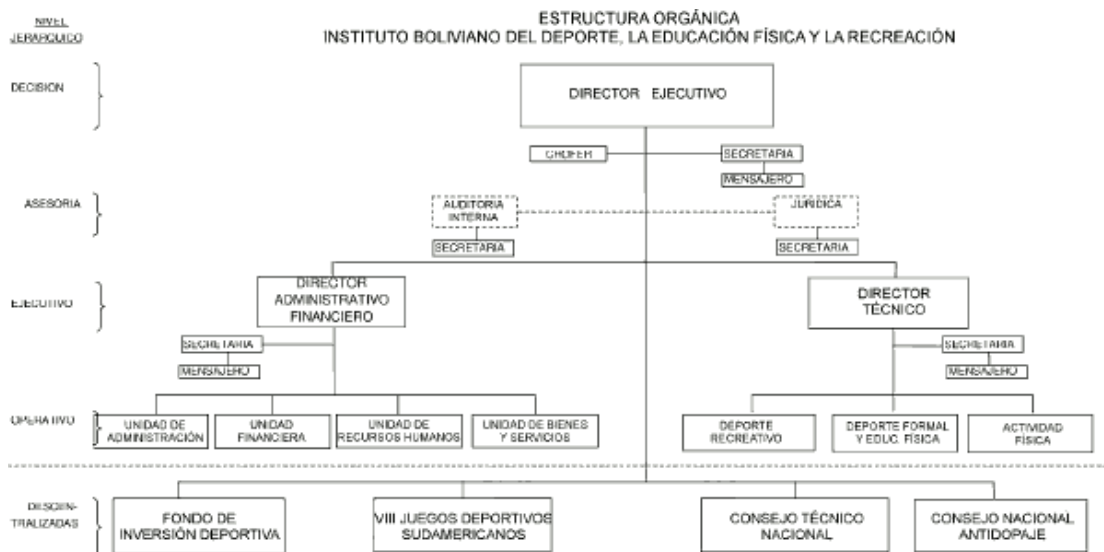 NIVEL
JERARQUICO
ESTRUCTURA ORGÁNICA
INSTITUTO BOLIVIANO DEL DEPORTE, LA EDUCACIÓN FÍSICA Y LA RECREACIÓN
DECISION
DIRECTOR EJECUTIVO
CHOFER
SECRETARIA
MENSAJERO
ASESORIA
AUDITORIA
INTERNA
JURIDICA
SECRETARIA
SECRETARIA
EJECUTIVO
DIRECTOR
ADMINISTRATIVO
FINANCIERO
DIRECTOR
TÉCNICO
SECRETARIA
MENSAJERO
SECRETARIA
MENSAJERO
OPERATIVO
UNIDAD DE
ADMINISTRACIÓN
UNIDAD
FINANCIERA
UNIDAD DE
RECURSOS HUMANOS
UNIDAD DE BIENES
Y SERVICIOS
DEPORTE
RECREATIVO
DEPORTE FORMAL
Y EDUC. FÍSICA
ACTIVIDAD
FÍSICA
DESCEN-
TRALIZADAS
FONDO DE
INVERSIÓN DEPORTIVA
VIII JUEGOS DEPORTIVOS
SUDAMERICANOS
CONSEJO TÉCNICO
NACIONAL
CONSEJO NACIONAL
ANTIDOPAJE